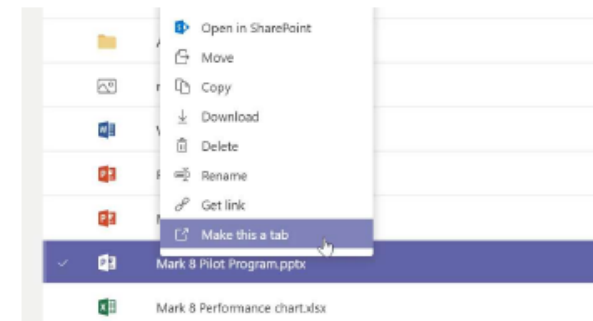 Open in SharePoint
Move
Copy
Download
Delete
Rename
Get link
Make this a tab
Mark 8 Pilot Program.pptx
Mark 8 Performance chart.xlsx